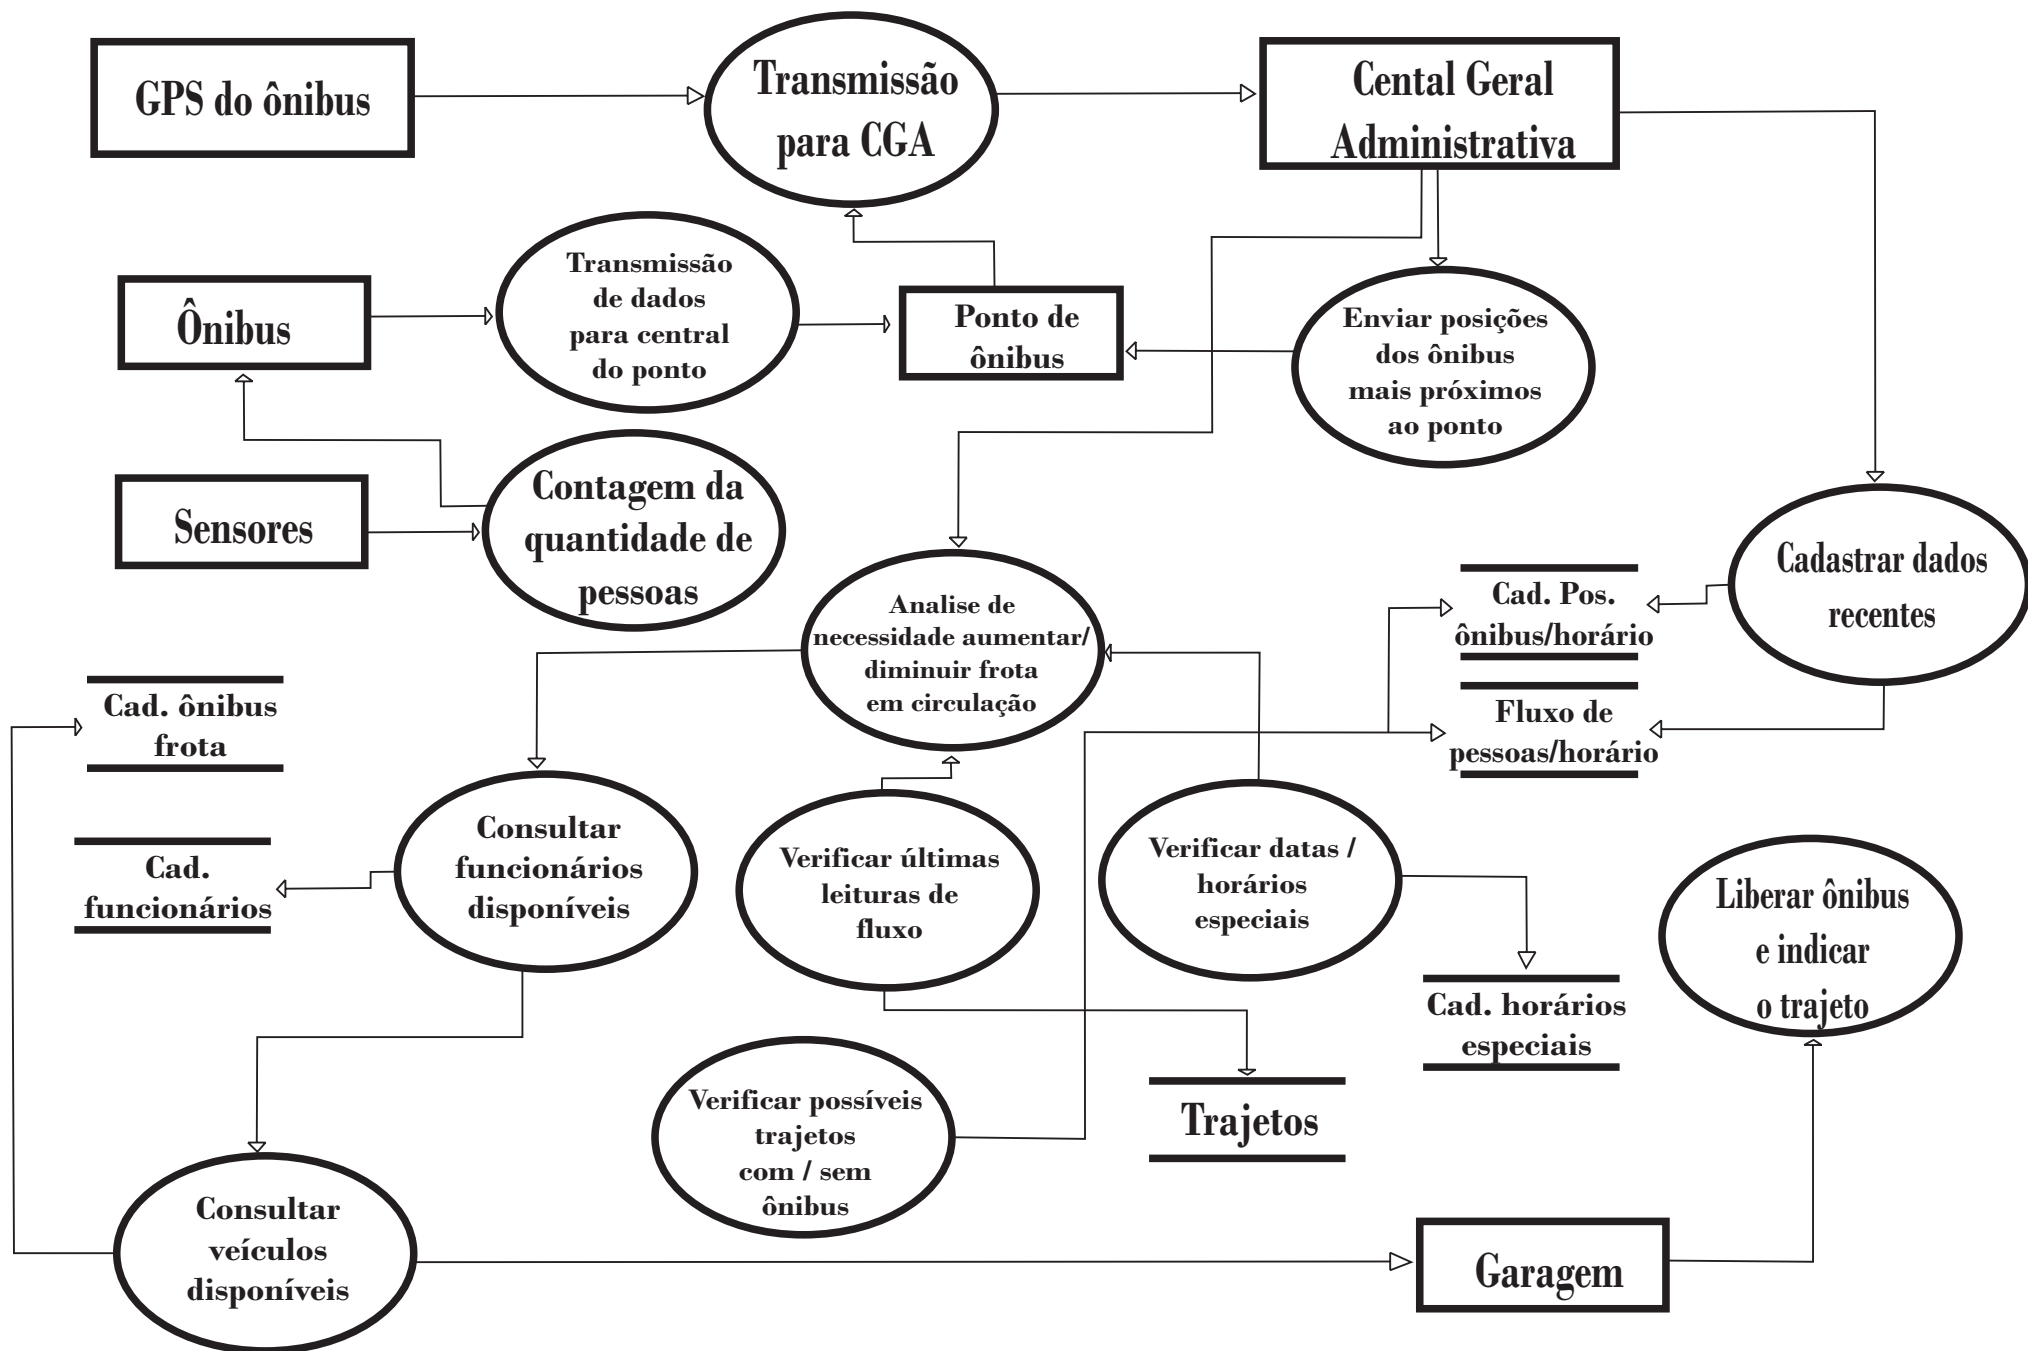 GPS do ônibus
Transmissão
para CGA
Cental Geral
Administrativa
Ônibus
Transmissão
de dados
para central
do ponto
Ponto de
ônibus
Enviar posições
dos ônibus
mais próximos
ao ponto
Sensores
Contagem da
quantidade de
pessoas
Analise de
necessidade aumentar/
diminuir frota
em circulação
Cad. Pos.
ônibus/horário
Cadastrar dados
recentes
Cad. ônibus
frota
Fluxo de
pessoas/horário
Cad.
funcionários
Consultar
funcionários
disponíveis
Verificar últimas
leituras de
fluxo
Verificar datas /
horários
especiais
Liberar ônibus
e indicar
o trajeto
Cad. horários
especiais
Verificar possíveis
trajetos
com / sem
ônibus
Trajetos
Consultar
veículos
disponíveis
Garagem